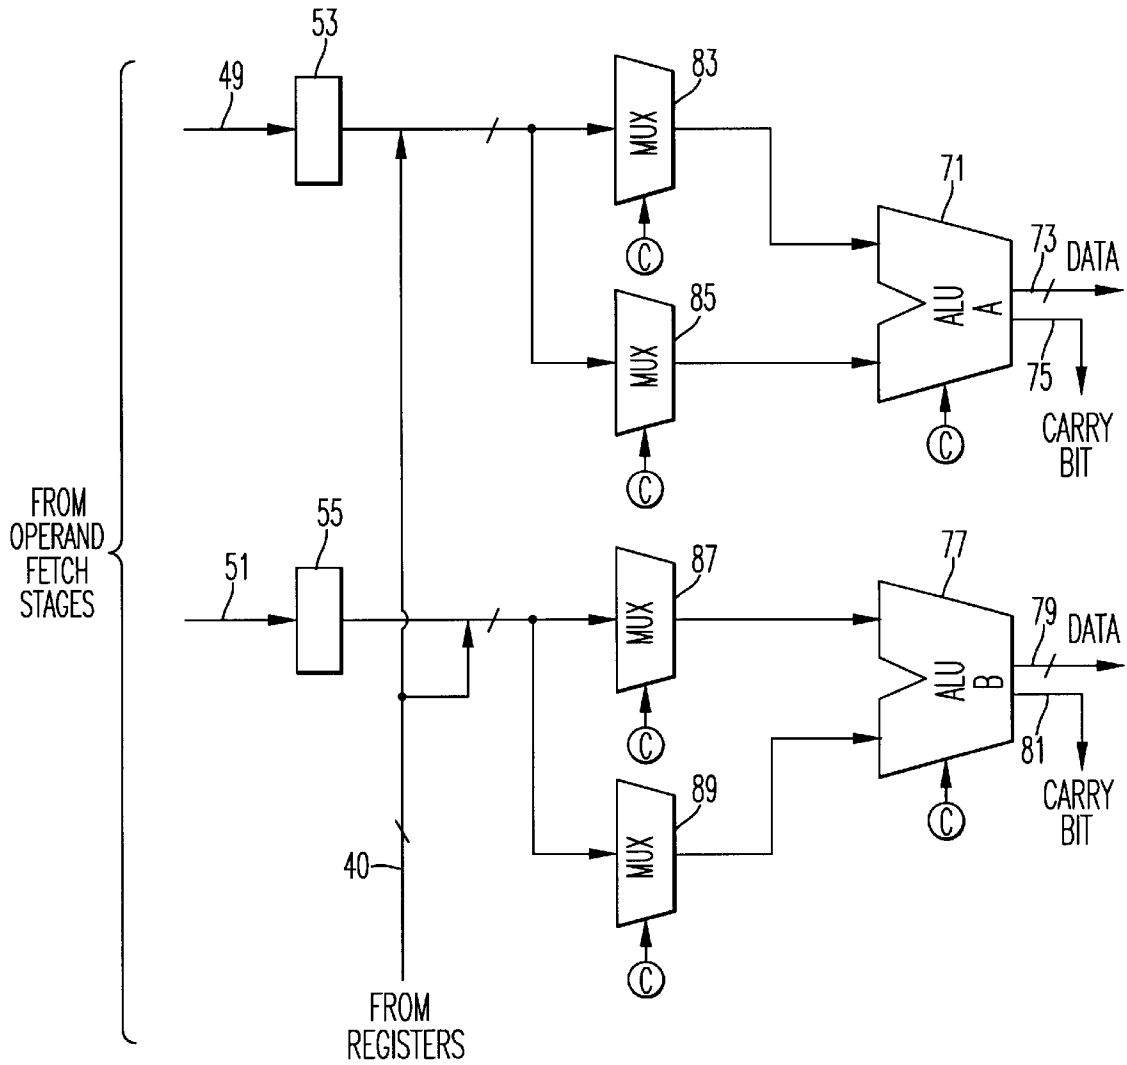 53
49
83
MUX
C
71
73
DATA
ALU
A
75
CARRY
BIT
C
85
MUX
C
FROM
OPERAND
FETCH
STAGES
55
51
87
MUX
C
77
79
DATA
ALU
B
81
CARRY
BIT
C
89
MUX
C
40
FROM
REGISTERS